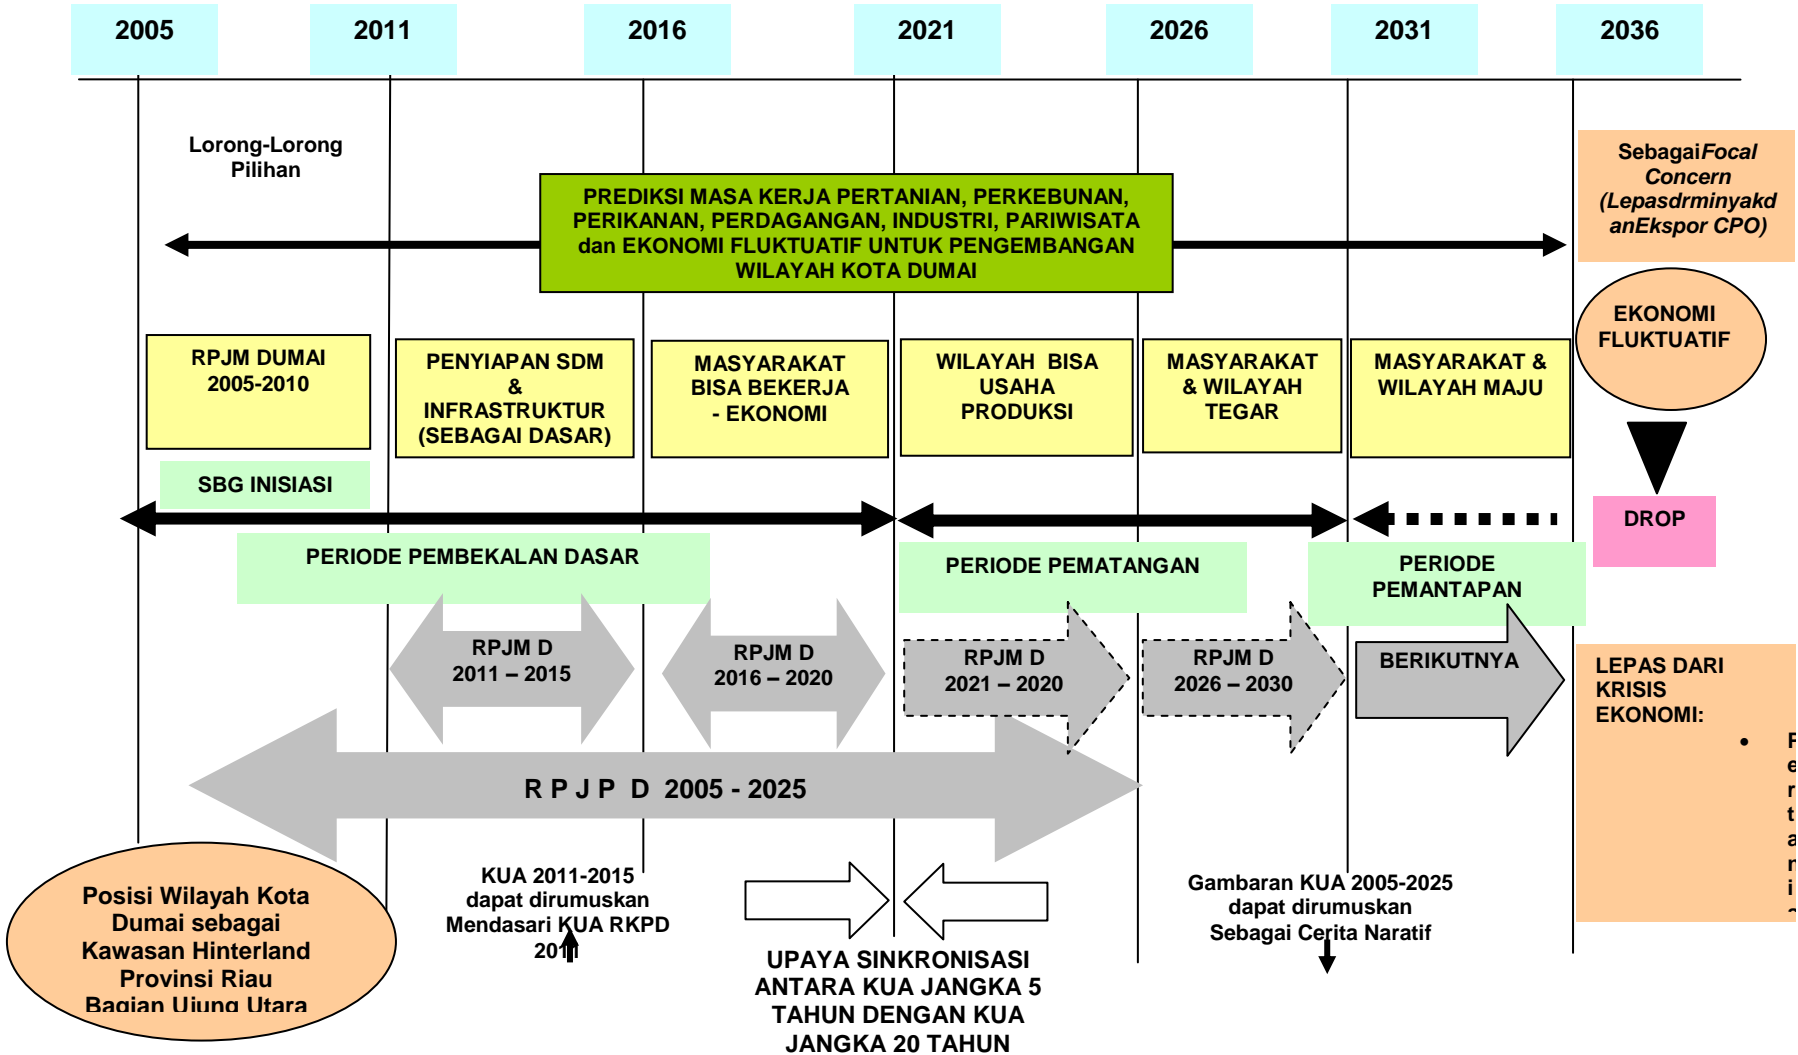 2005
2011
2016
2021
2026
2031
2036
Lorong-Lorong
Pilihan
PREDIKSI MASA KERJA PERTANIAN, PERKEBUNAN,
PERIKANAN, PERDAGANGAN, INDUSTRI, PARIWISATA
dan EKONOMI FLUKTUATIF UNTUK PENGEMBANGAN
WILAYAH KOTA DUMAI
SebagaiFocal
Concern
(Lepasdrminyakd
anEkspor CPO)
EKONOMI
FLUKTUATIF
RPJM DUMAI
2005-2010
PENYIAPAN SDM
&
INFRASTRUKTUR
(SEBAGAI DASAR)
MASYARAKAT
BISA BEKERJA
- EKONOMI
WILAYAH BISA
USAHA
PRODUKSI
MASYARAKAT
& WILAYAH
TEGAR
MASYARAKAT &
WILAYAH MAJU
SBG INISIASI
DROP
PERIODE PEMBEKALAN DASAR
PERIODE PEMATANGAN
PERIODE
PEMANTAPAN
RPJM D
2011 – 2015
RPJM D
2016 – 2020
RPJM D
2021 – 2020
RPJM D
2026 – 2030
BERIKUTNYA
LEPAS DARI
KRISIS
EKONOMI:
• P
e
r
t
a
n
i
a
R P J P D 2005 - 2025
Posisi Wilayah Kota
Dumai sebagai
Kawasan Hinterland
Provinsi Riau
Bagian Ujung Utara
KUA 2011-2015
dapat dirumuskan
Mendasari KUA RKPD
2011
UPAYA SINKRONISASI
ANTARA KUA JANGKA 5
TAHUN DENGAN KUA
JANGKA 20 TAHUN
Gambaran KUA 2005-2025
dapat dirumuskan
Sebagai Cerita Naratif